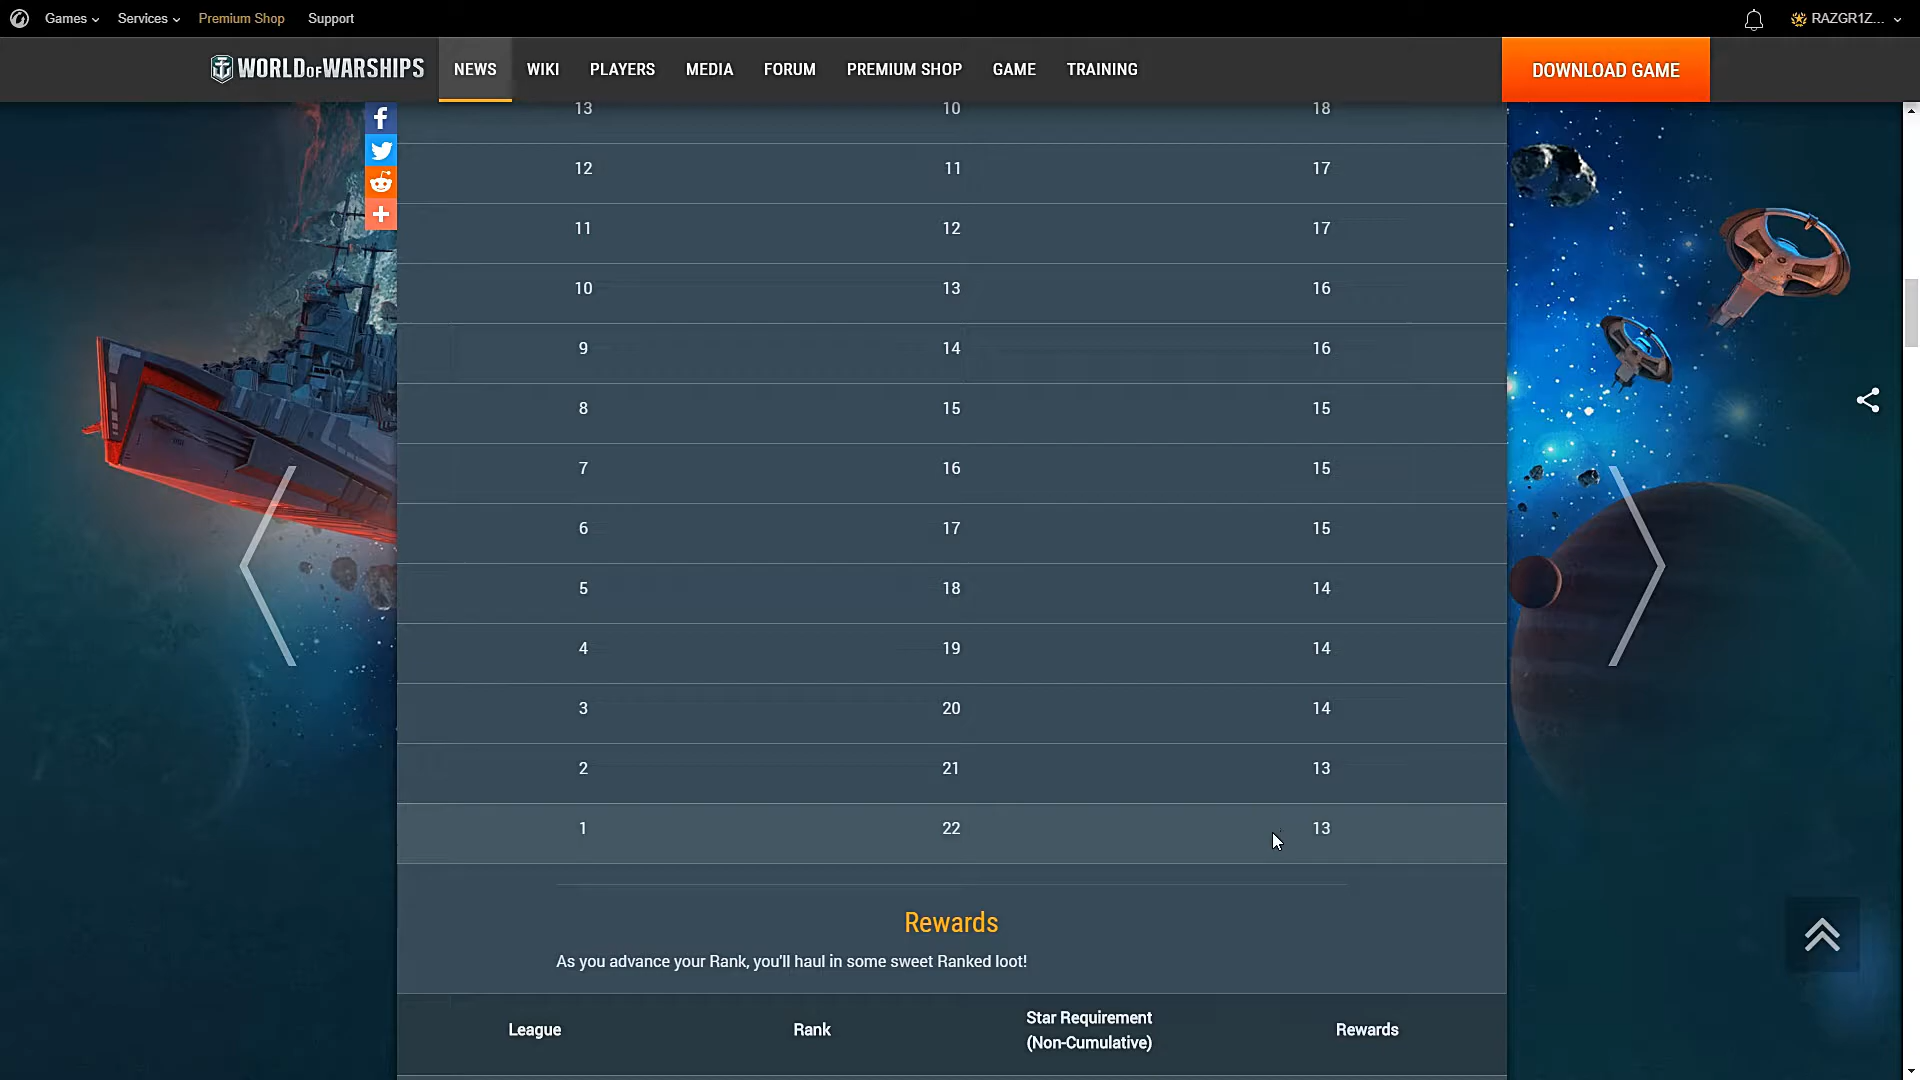 Games Services Premium Shop Support RAZGR1Z...
WORLD OF WARSHIPS NEWS WIKI PLAYERS MEDIA FORUM PREMIUM SHOP GAME TRAINING DOWNLOAD GAME
13 10 18
12 11 17
11 12 17
10 13 16
9 14 16
8 15 15
7 16 15
6 17 15
5 18 14
4 19 14
3 20 14
2 21 13
1 22 13
Rewards
As you advance your Rank, you'll haul in some sweet Ranked loot!
League Rank Star Requirement (Non-Cumulative) Rewards